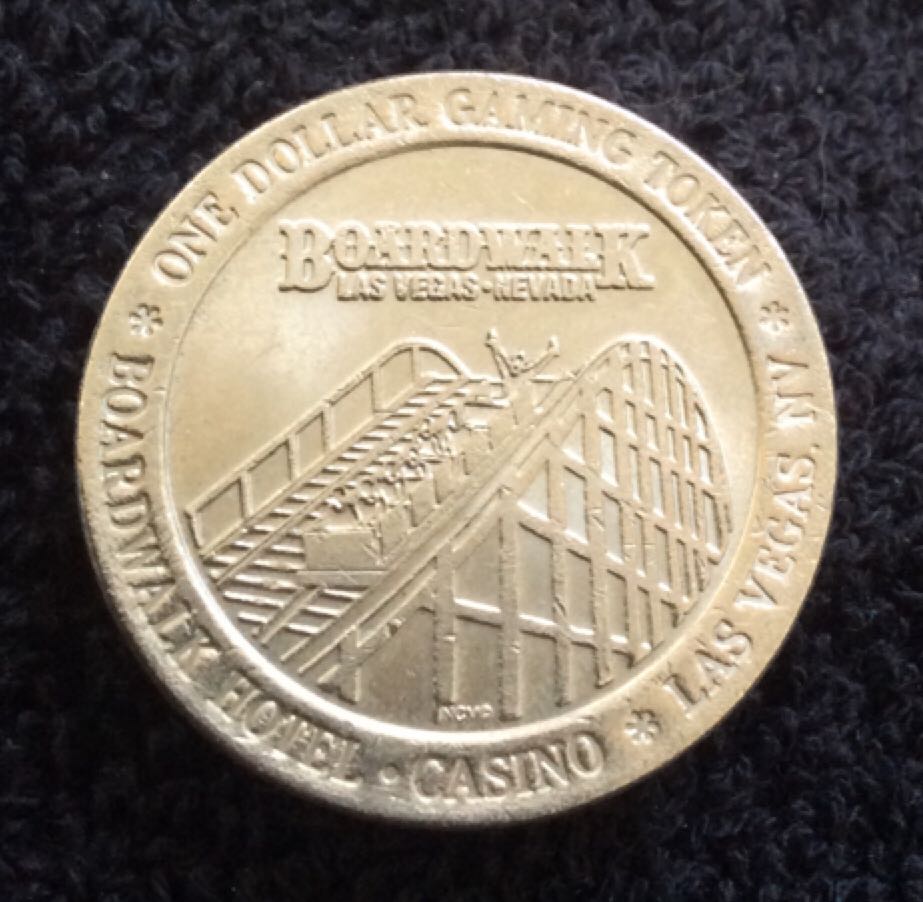 ONE DOLLAR GAMING TOKEN
BOARDWALK
LAS VEGAS • NEVADA
* BOARDWALK HOTEL • CASINO * LAS VEGAS, NV *